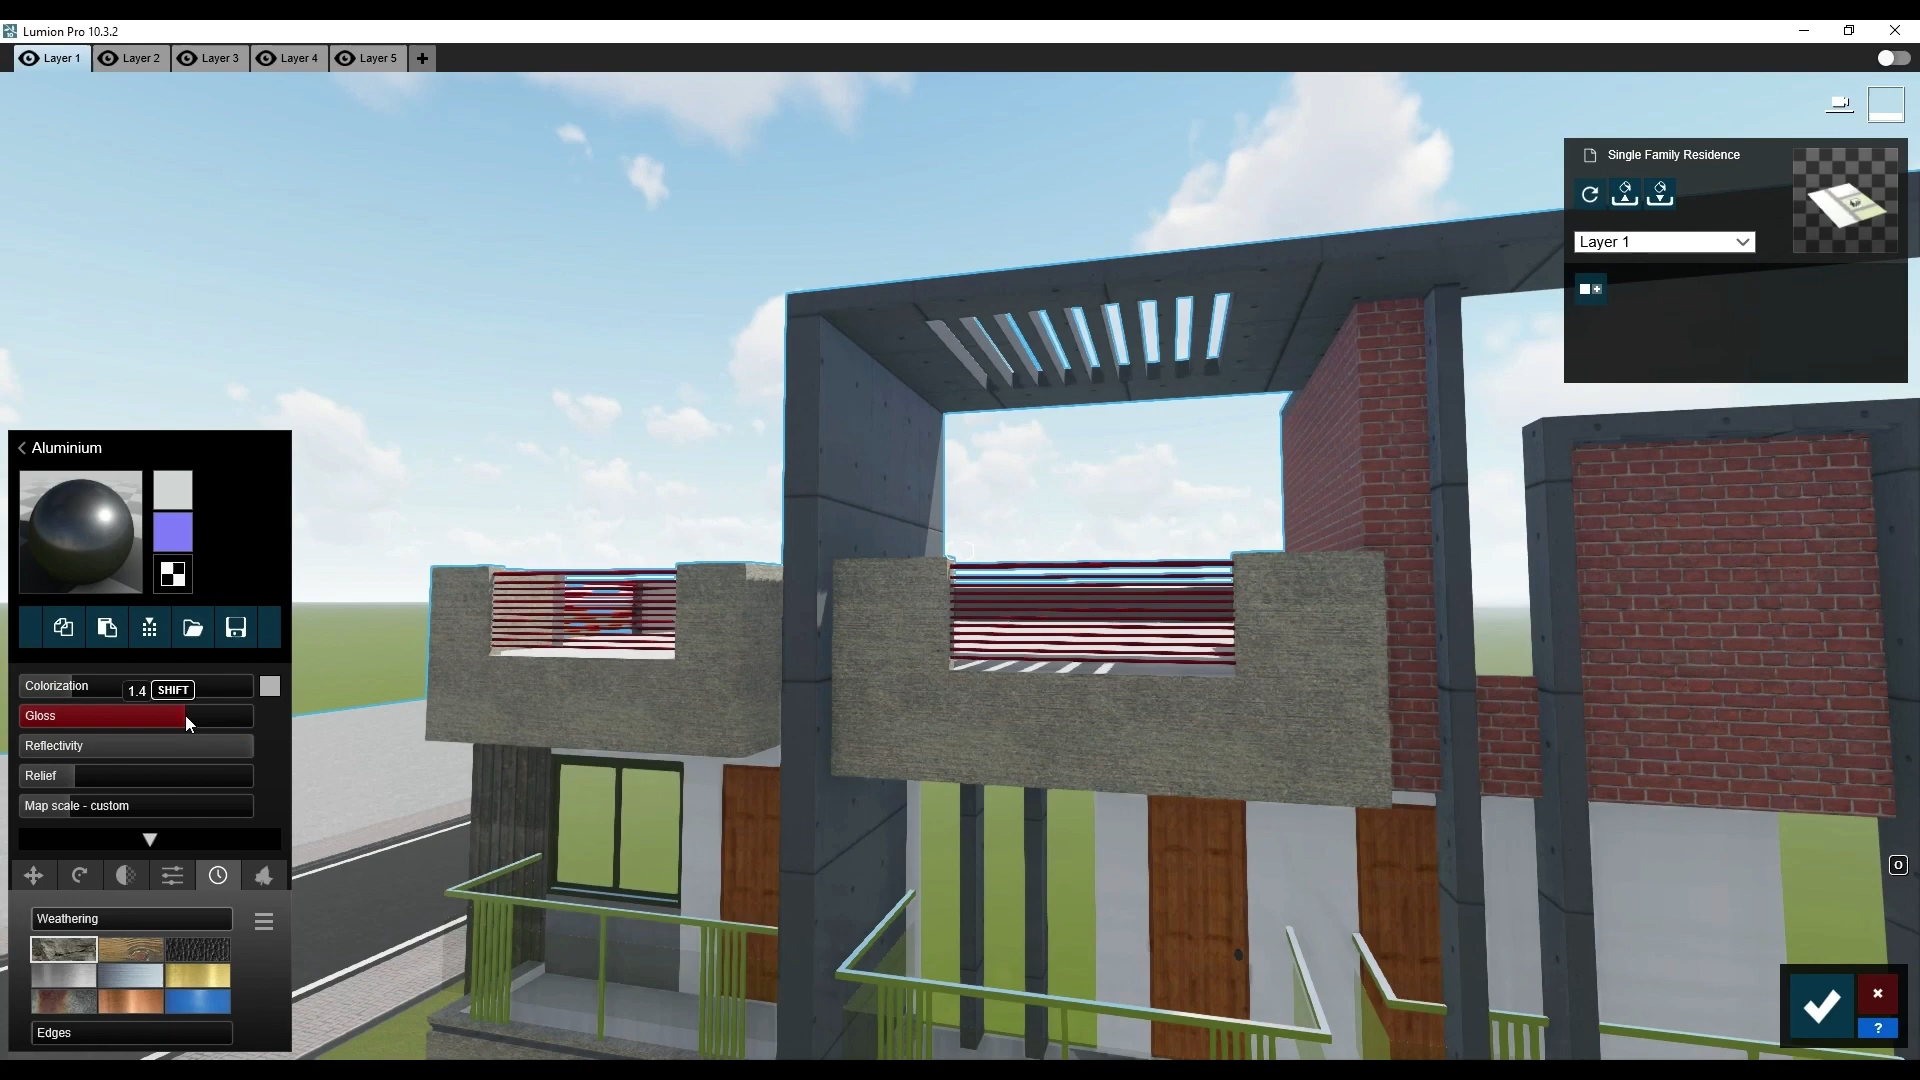 Lumion Pro 10.3.2
Layer 1
Layer 2
Layer 3
Layer 4
Layer 5
+
Single Family Residence
Layer 1
Aluminium
Colorization
1.4
SHIFT
Gloss
Reflectivity
Relief
Map scale - custom
O
Weathering
Edges
?